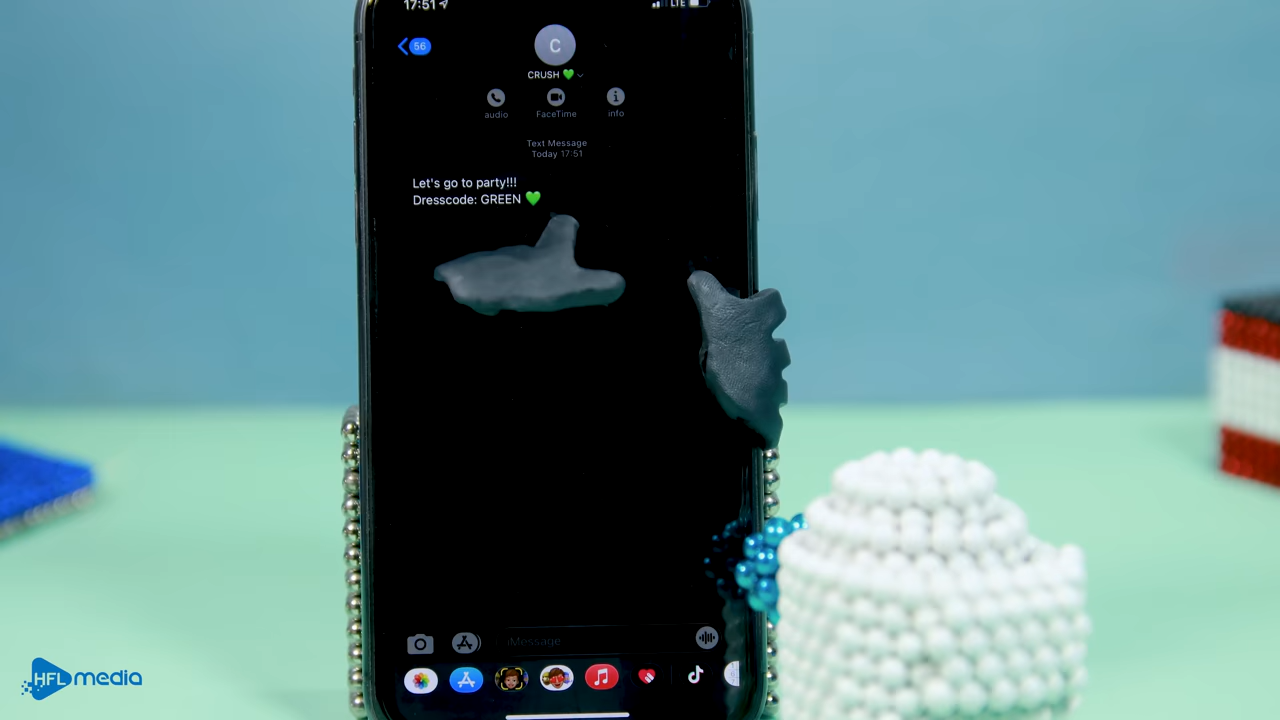 17:51
LTE
56
C
CRUSH 💚
audio
FaceTime
info
Text Message
Today 17:51
Let's go to party!!!
Dresscode: GREEN 💚
iMessage
HFL media